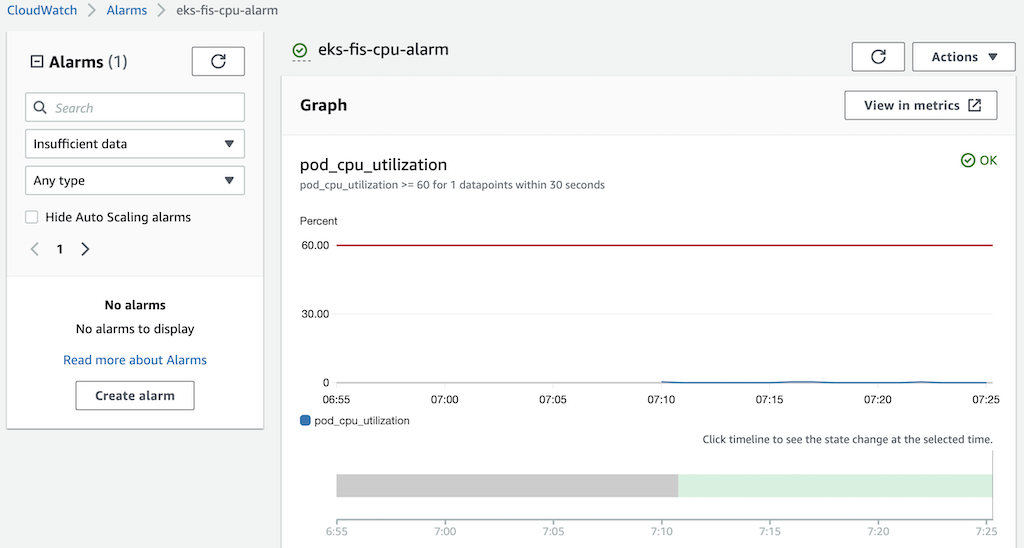 CloudWatch > Alarms > eks-fis-cpu-alarm
Alarms (1)
Search
Insufficient data
Any type
Hide Auto Scaling alarms
1
No alarms
No alarms to display
Read more about Alarms
Create alarm
eks-fis-cpu-alarm
Actions
Graph
View in metrics
pod_cpu_utilization
OK
pod_cpu_utilization >= 60 for 1 datapoints within 30 seconds
Percent
60.00
30.00
0
06:55 07:00 07:05 07:10 07:15 07:20 07:25
pod_cpu_utilization
Click timeline to see the state change at the selected time.
6:55 7:00 7:05 7:10 7:15 7:20 7:25